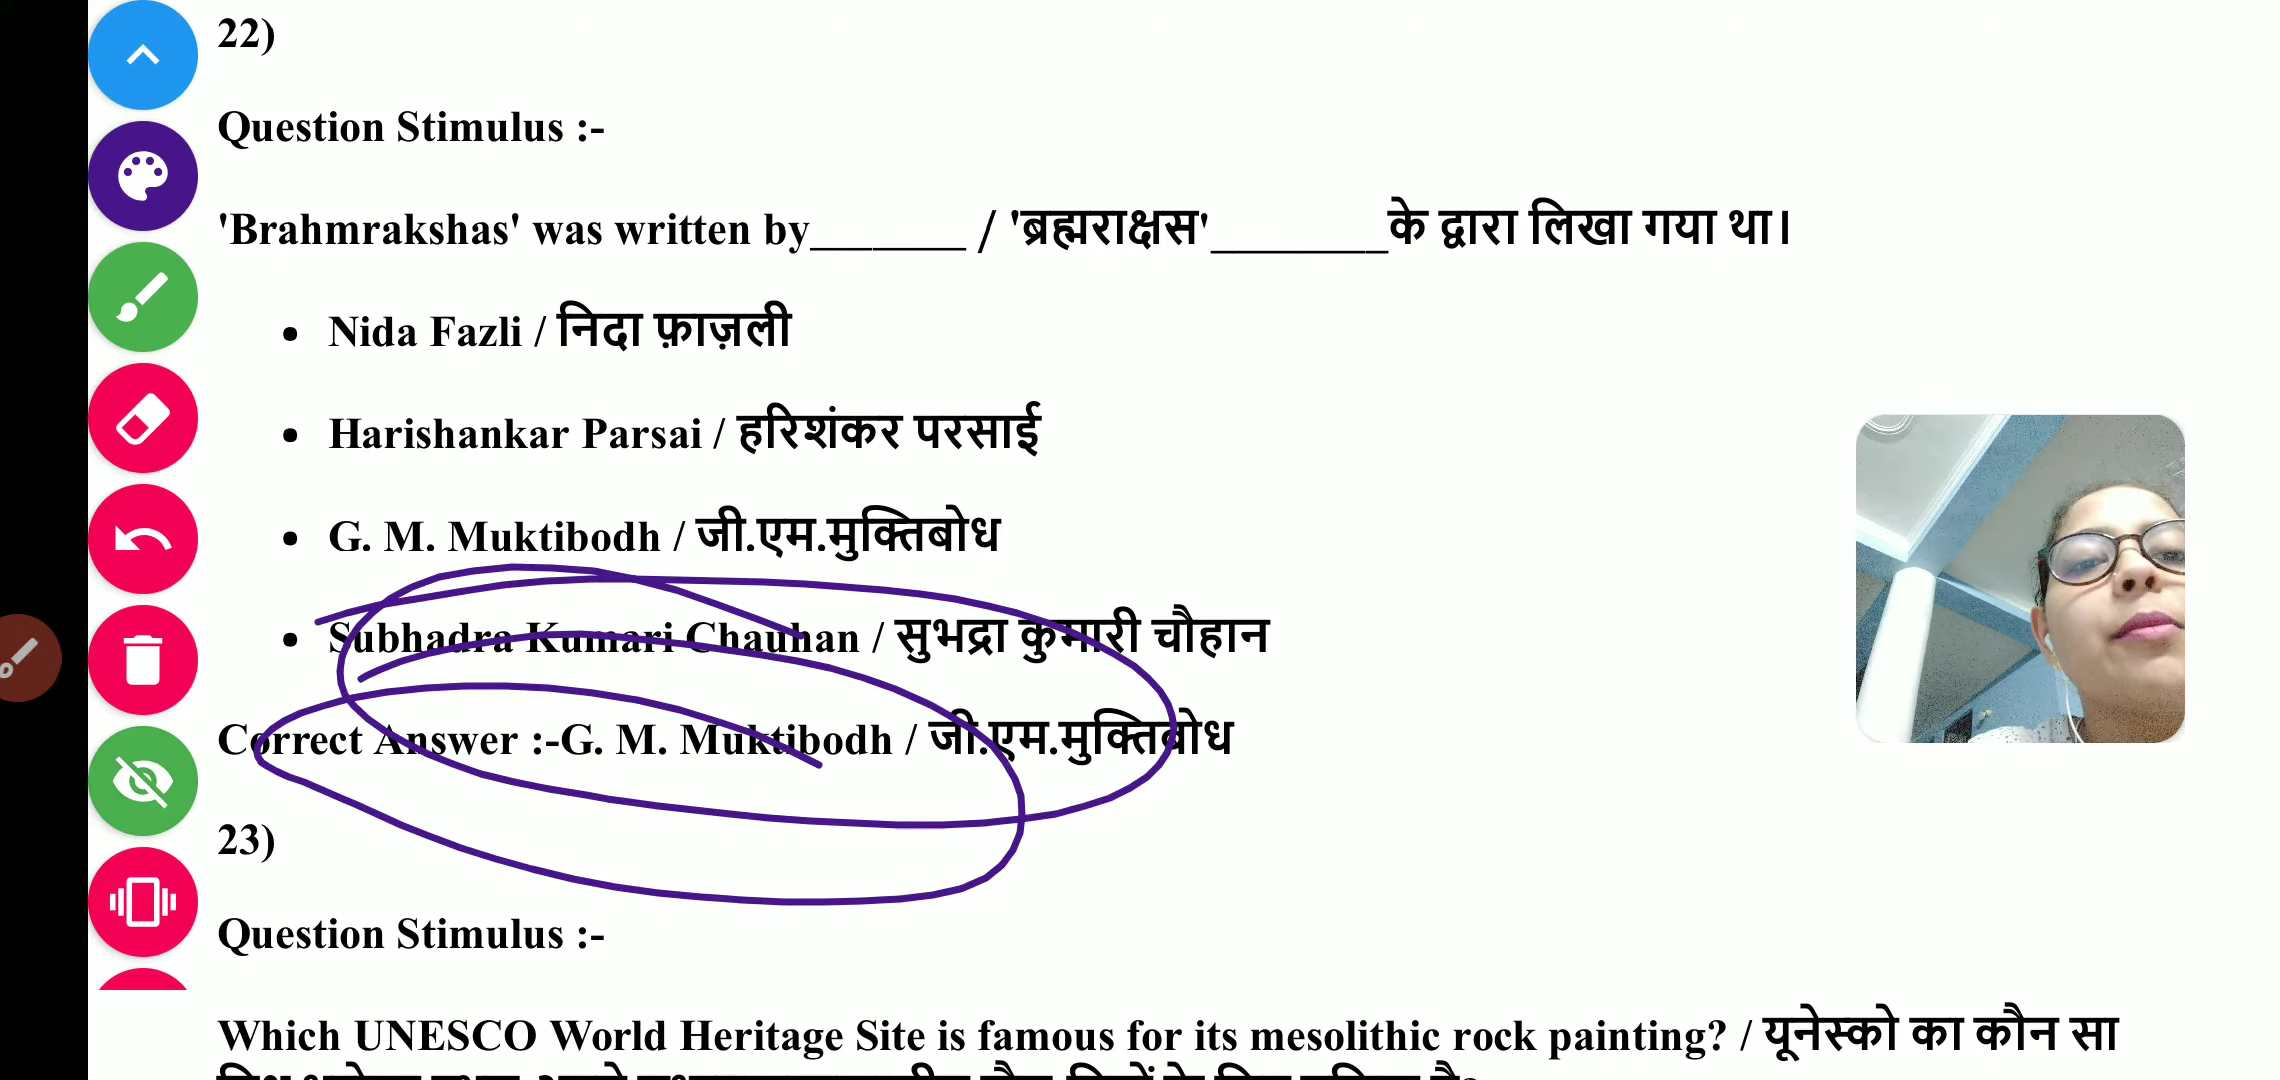 22)
Question Stimulus :-
'Brahmrakshas' was written by_______ / 'ब्रह्मराक्षस'________के द्वारा लिखा गया था।
• Nida Fazli / निदा फ़ाज़ली
• Harishankar Parsai / हरिशंकर परसाई
• G. M. Muktibodh / जी.एम.मुक्तिबोध
• Subhadra Kumari Chauhan / सुभद्रा कुमारी चौहान
Correct Answer :-G. M. Muktibodh / जी.एम.मुक्तिबोध
23)
Question Stimulus :-
Which UNESCO World Heritage Site is famous for its mesolithic rock painting? / यूनेस्को का कौन सा